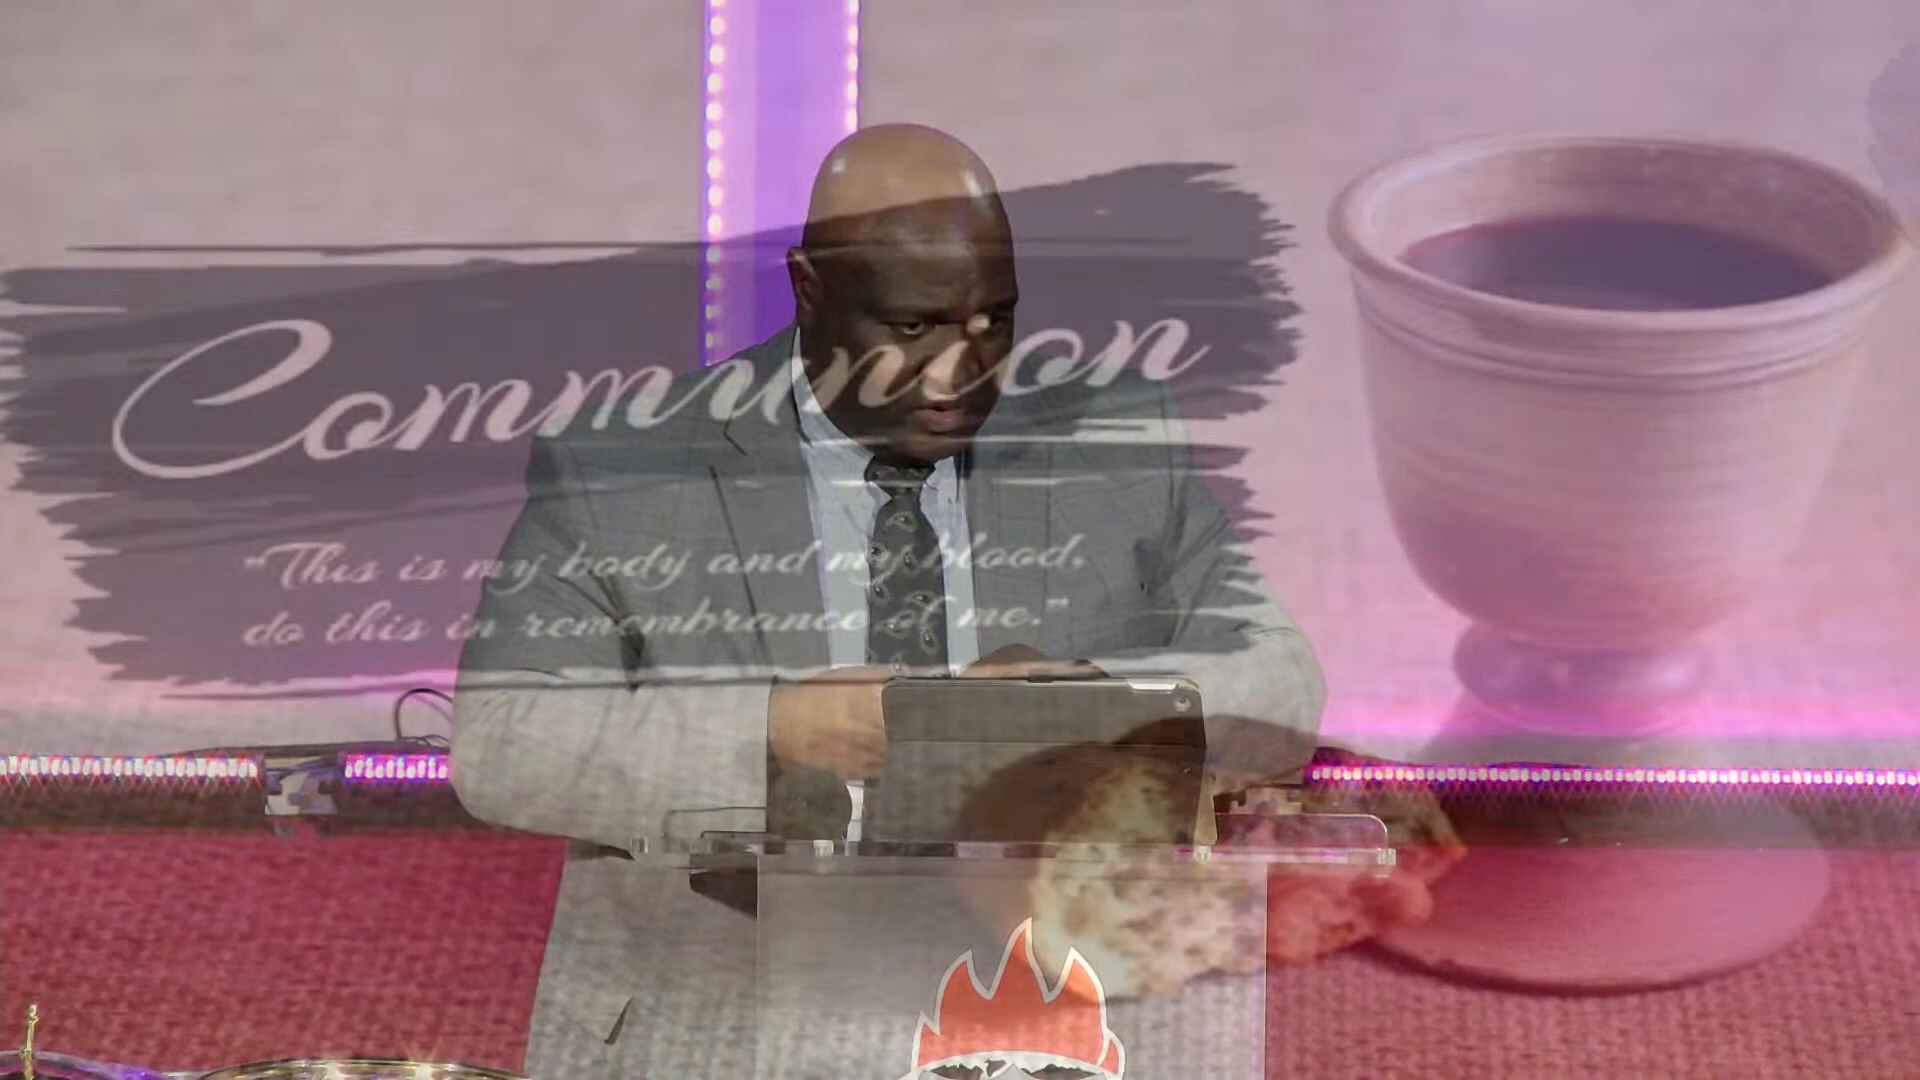 Communion
"This is my body and my blood,
do this in remembrance of me."